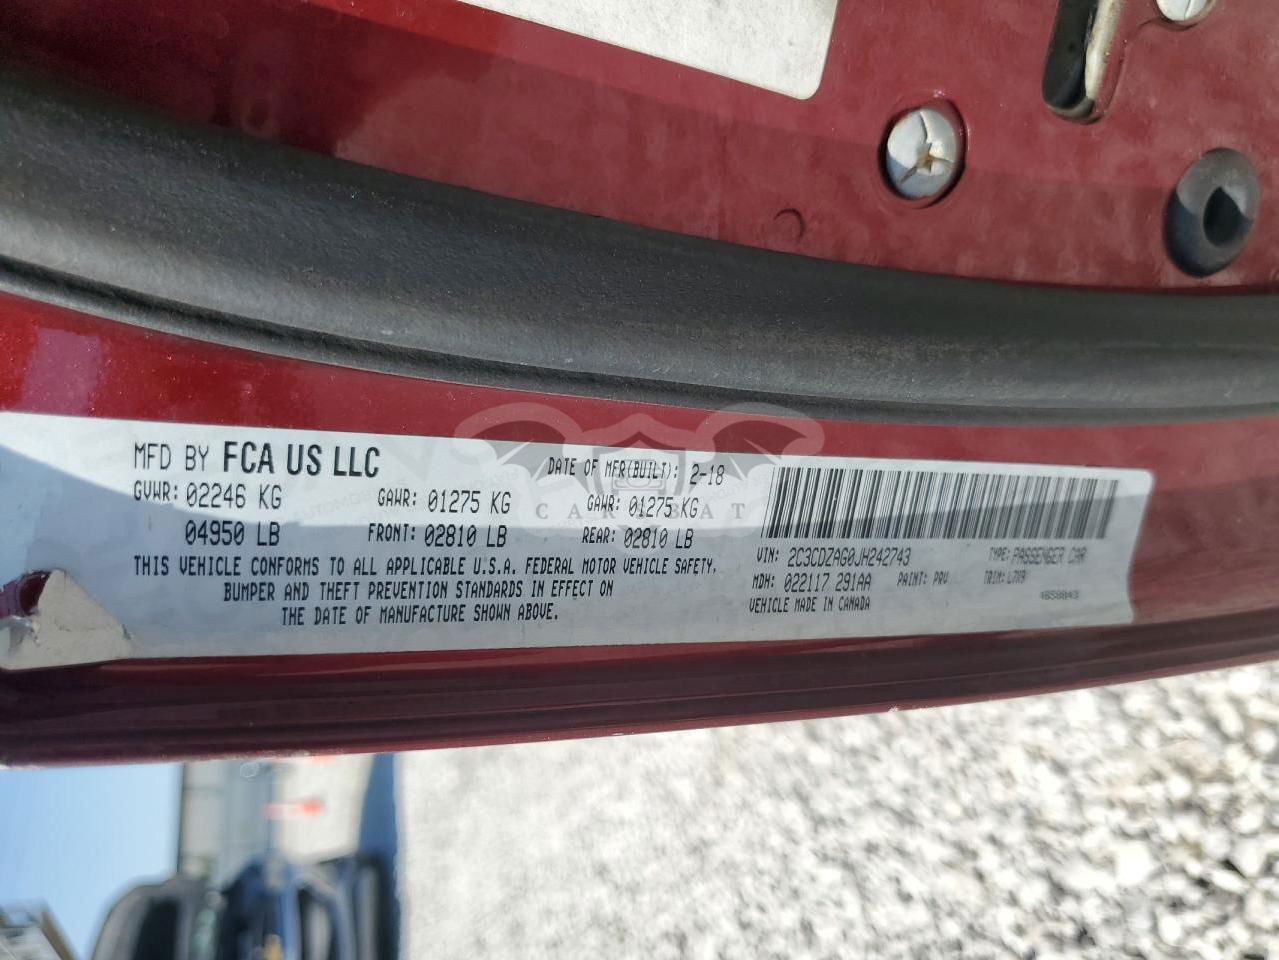 MFD BY FCA US LLC DATE OF MFR(BUILT): 2-18
GVWR: 02246 KG GAWR: 01275 KG GAWR: 01275 KG
04950 LB FRONT: 02810 LB REAR: 02810 LB
THIS VEHICLE CONFORMS TO ALL APPLICABLE U.S.A. FEDERAL MOTOR VEHICLE SAFETY,
BUMPER AND THEFT PREVENTION STANDARDS IN EFFECT ON
THE DATE OF MANUFACTURE SHOWN ABOVE.
VIN: 2C3CDZAG0JH242743 TYPE: PASSENGER CAR
MDH: 022117 291AA PAINT: PRV TRIM: L7X9
VEHICLE MADE IN CANADA 4658843
CARSBAT